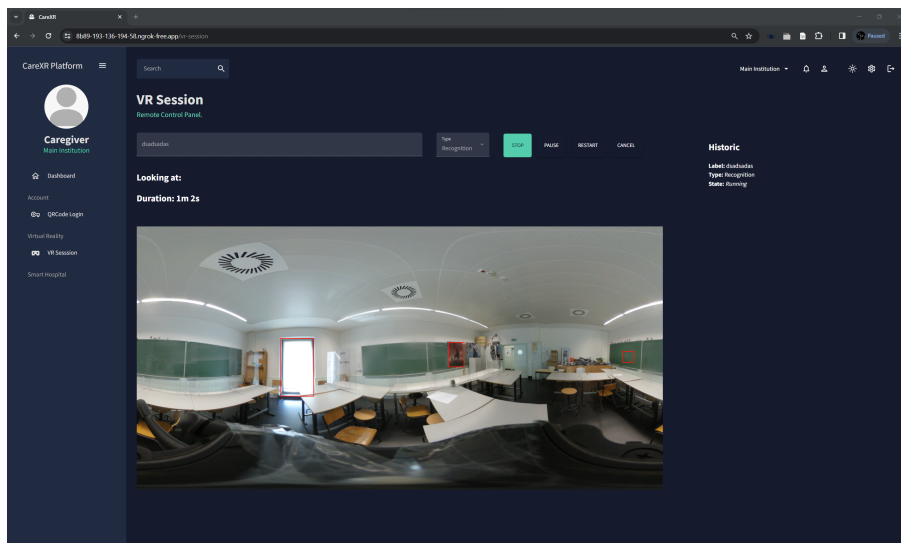 CareXR
8b89-193-136-194-58.ngrok-free.app/vr-session
Paused
CareXR Platform
Search
Main Institution
VR Session
Remote Control Panel.
Caregiver
Main Institution
dsadsadas
Type
Recognition
STOP
PAUSE
RESTART
CANCEL
Historic
Label: dsadsadas
Type: Recognition
State: Running
Dashboard
Looking at:
Account
Duration: 1m 2s
QRCode Login
Virtual Reality
VR Sesssion
Smart Hospital